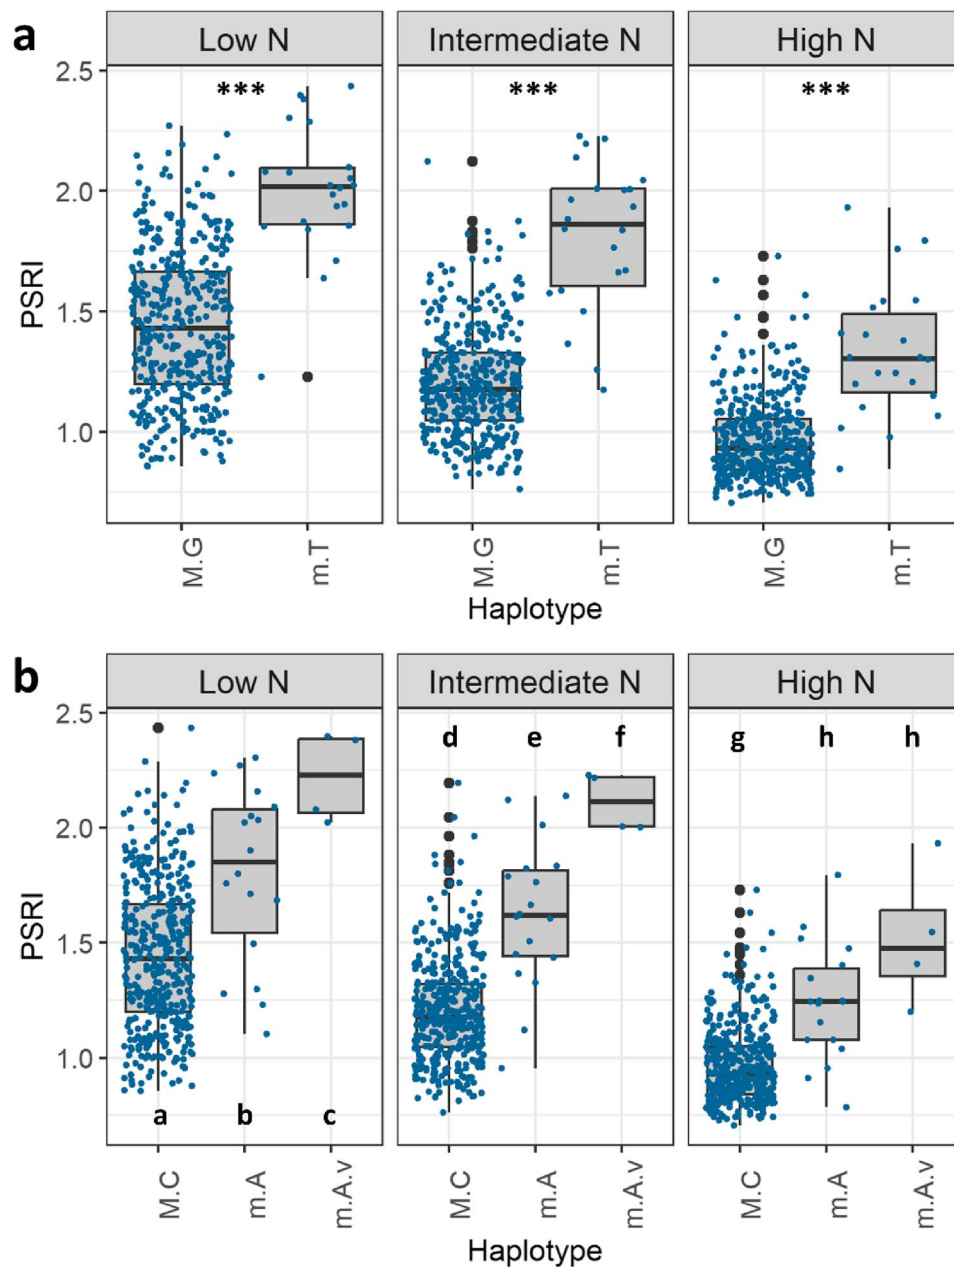 a
Low N
Intermediate N
High N
*** *** ***
2.5
2.0
1.5
1.0
PSRI
M.G
m.T
M.G
m.T
M.G
m.T
Haplotype
b
Low N
Intermediate N
High N
d e f g h h
2.5
2.0
1.5
1.0
PSRI
a b c
M.C
m.A
m.A.v
M.C
m.A
m.A.v
M.C
m.A
m.A.v
Haplotype